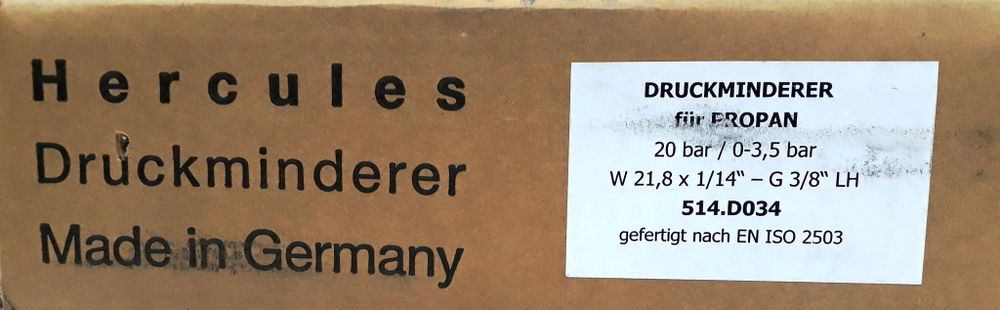 Hercules
Druckminderer
Made in Germany
DRUCKMINDERER
für PROPAN
20 bar / 0-3,5 bar
W 21,8 x 1/14“ – G 3/8“ LH
514.D034
gefertigt nach EN ISO 2503